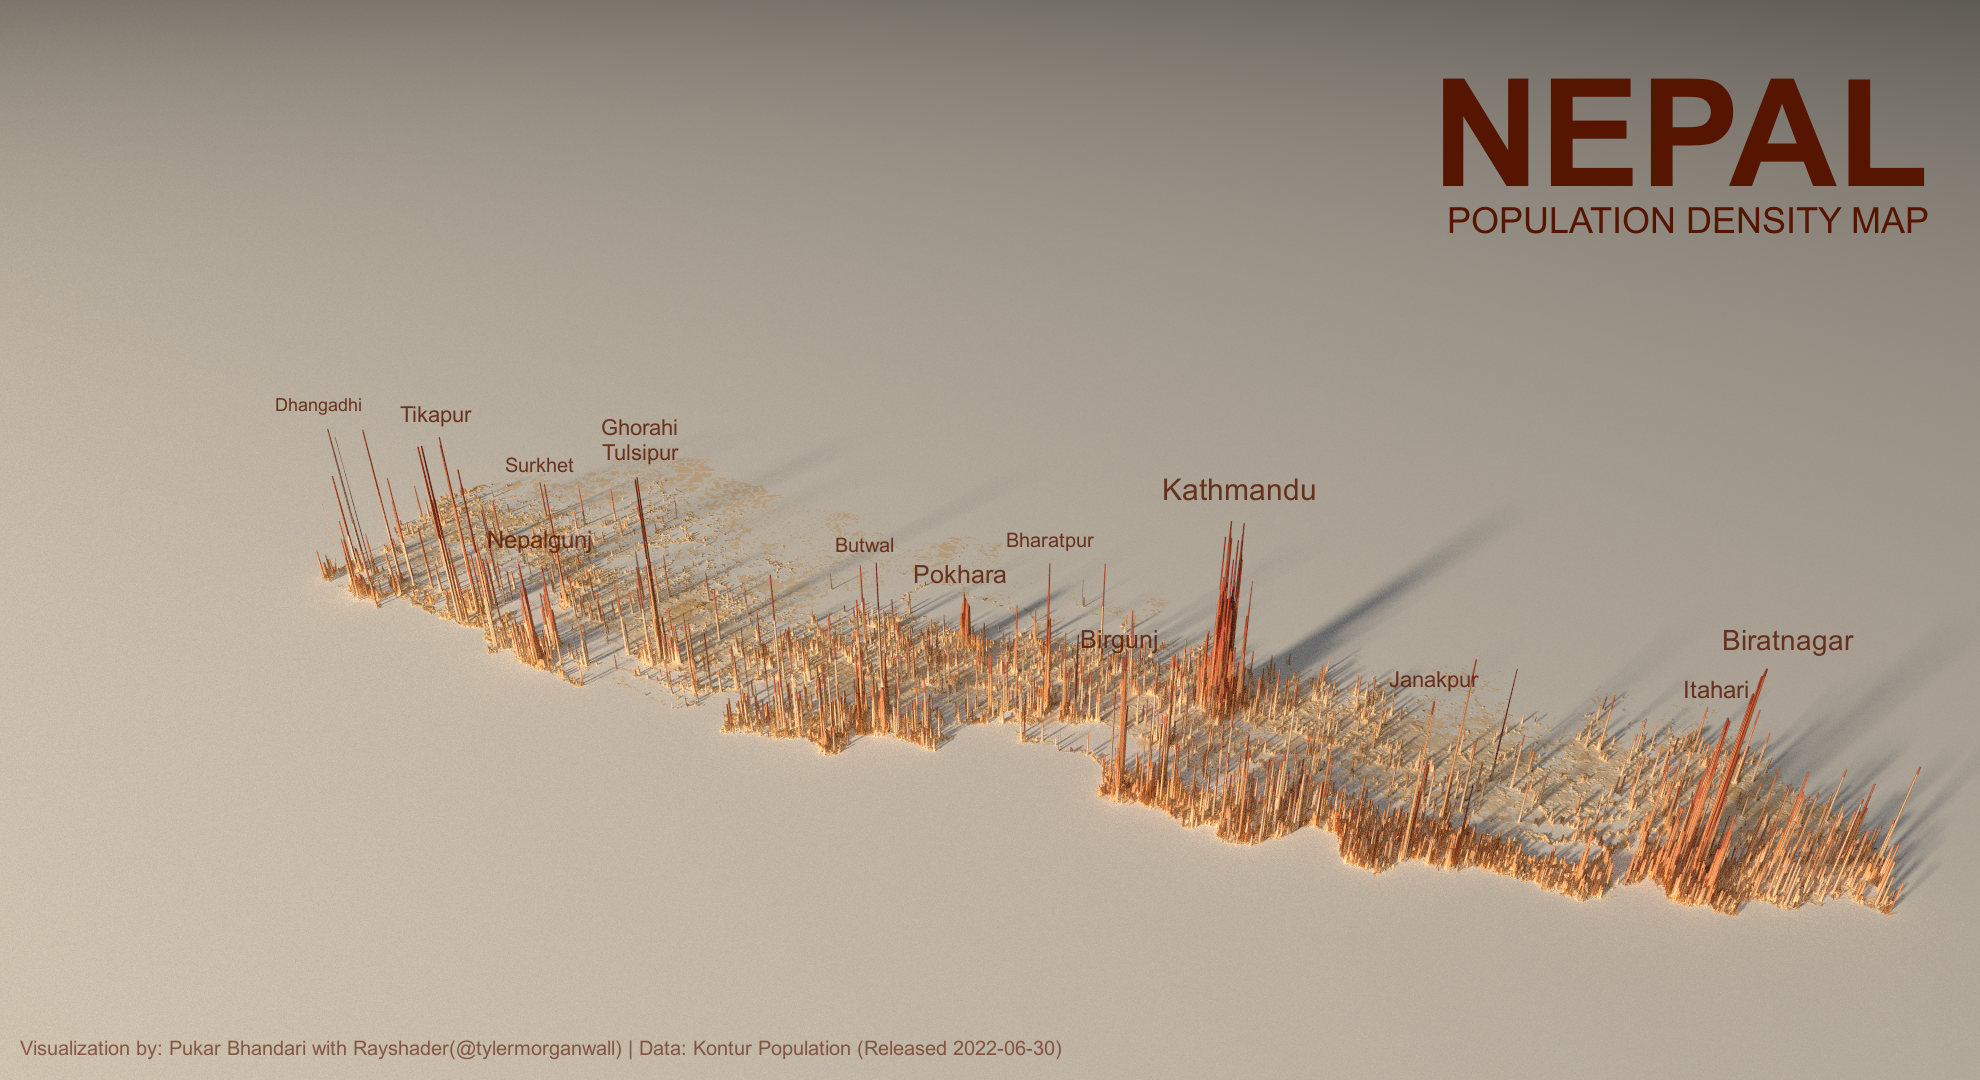 NEPAL
POPULATION DENSITY MAP
Dhangadhi
Tikapur
Ghorahi
Tulsipur
Surkhet
Kathmandu
Nepalgunj
Butwal
Bharatpur
Pokhara
Birgunj
Biratnagar
Janakpur
Itahari
Visualization by: Pukar Bhandari with Rayshader(@tylermorganwall) | Data: Kontur Population (Released 2022-06-30)